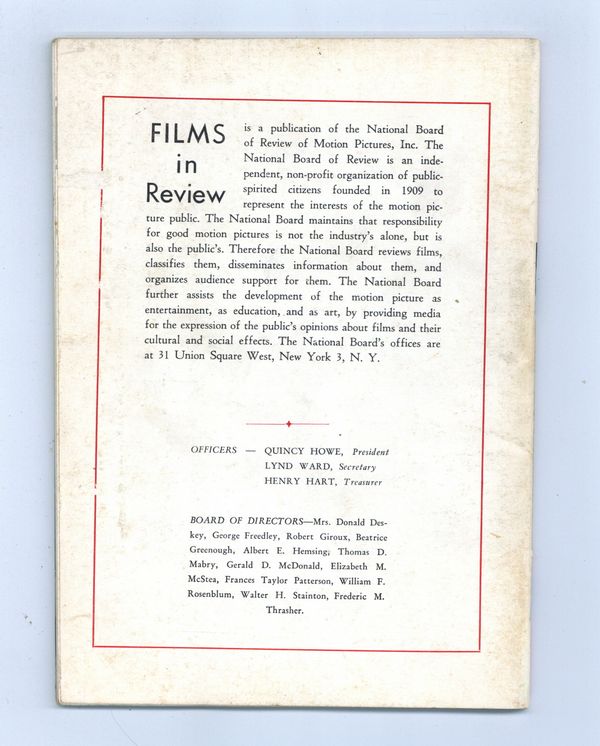 FILMS
in
Review
is a publication of the National Board
of Review of Motion Pictures, Inc. The
National Board of Review is an inde-
pendent, non-profit organization of public-
spirited citizens founded in 1909 to
represent the interests of the motion pic-
ture public. The National Board maintains that responsibility
for good motion pictures is not the industry's alone, but is
also the public's. Therefore the National Board reviews films,
classifies them, disseminates information about them, and
organizes audience support for them. The National Board
further assists the development of the motion picture as
entertainment, as education, and as art, by providing media
for the expression of the public's opinions about films and their
cultural and social effects. The National Board's offices are
at 31 Union Square West, New York 3, N. Y.
OFFICERS — QUINCY HOWE, President
LYND WARD, Secretary
HENRY HART, Treasurer
BOARD OF DIRECTORS—Mrs. Donald Des-
key, George Freedley, Robert Giroux, Beatrice
Greenough, Albert E. Hemsing, Thomas D.
Mabry, Gerald D. McDonald, Elizabeth M.
McStea, Frances Taylor Patterson, William F.
Rosenblum, Walter H. Stainton, Frederic M.
Thrasher.